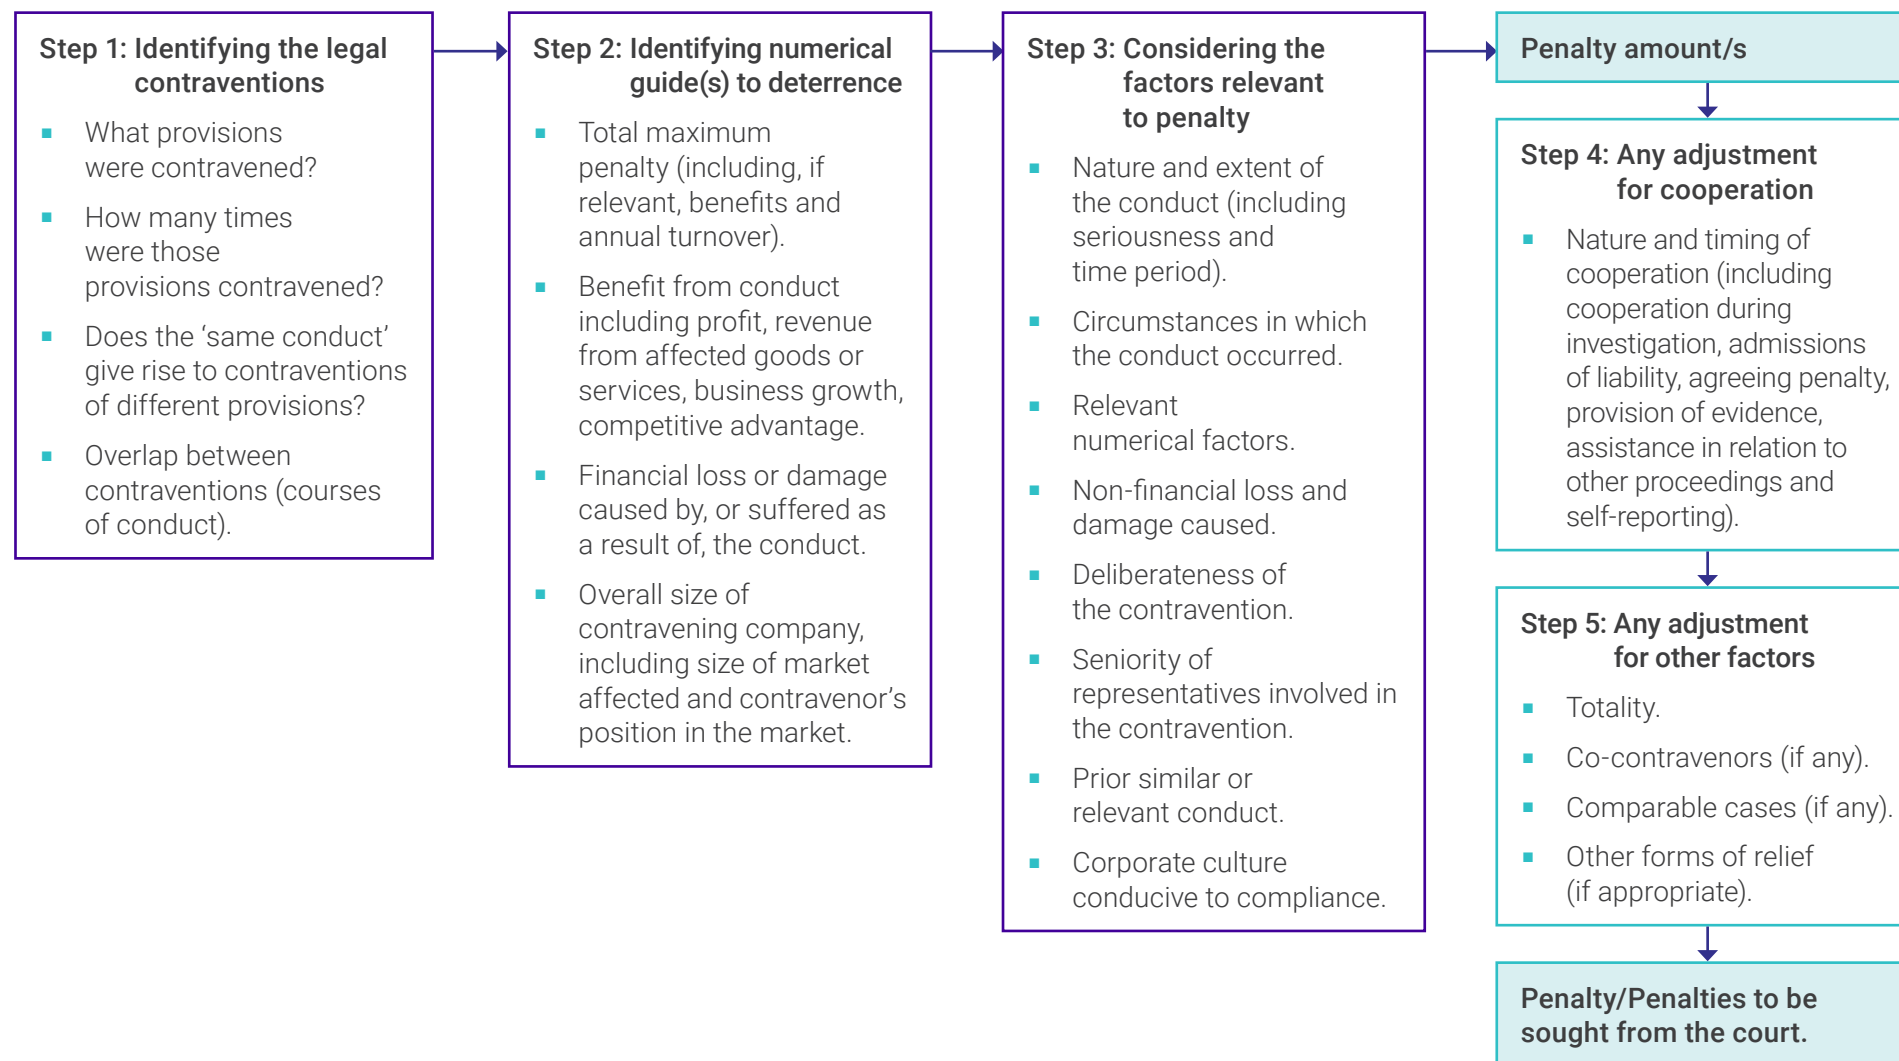 Step 1: Identifying the legal
contraventions
▪ What provisions
were contravened?
▪ How many times
were those
provisions contravened?
▪ Does the ‘same conduct’
give rise to contraventions
of different provisions?
▪ Overlap between
contraventions (courses
of conduct).
Step 2: Identifying numerical
guide(s) to deterrence
▪ Total maximum
penalty (including, if
relevant, benefits and
annual turnover).
▪ Benefit from conduct
including profit, revenue
from affected goods or
services, business growth,
competitive advantage.
▪ Financial loss or damage
caused by, or suffered as
a result of, the conduct.
▪ Overall size of
contravening company,
including size of market
affected and contravenor’s
position in the market.
Step 3: Considering the
factors relevant
to penalty
▪ Nature and extent of
the conduct (including
seriousness and
time period).
▪ Circumstances in which
the conduct occurred.
▪ Relevant
numerical factors.
▪ Non-financial loss and
damage caused.
▪ Deliberateness of
the contravention.
▪ Seniority of
representatives involved in
the contravention.
▪ Prior similar or
relevant conduct.
▪ Corporate culture
conducive to compliance.
Penalty amount/s
Step 4: Any adjustment
for cooperation
▪ Nature and timing of
cooperation (including
cooperation during
investigation, admissions
of liability, agreeing penalty,
provision of evidence,
assistance in relation to
other proceedings and
self-reporting).
Step 5: Any adjustment
for other factors
▪ Totality.
▪ Co-contravenors (if any).
▪ Comparable cases (if any).
▪ Other forms of relief
(if appropriate).
Penalty/Penalties to be
sought from the court.